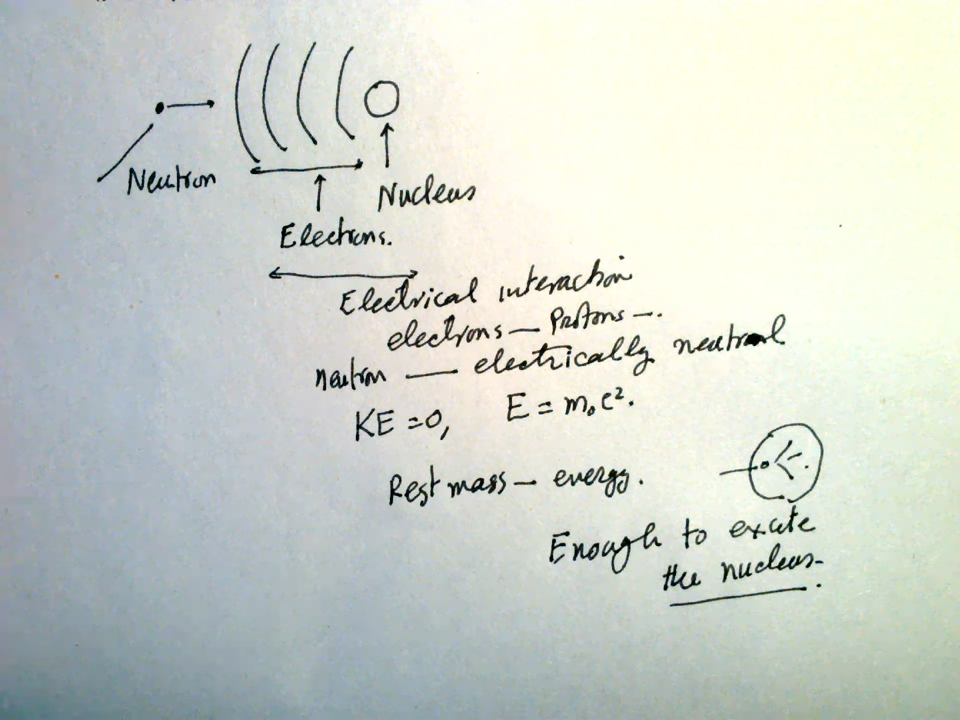 Neutron
Nucleus
Electrons.
Electrical interaction
electrons — Protons —.
neutron — electrically neutral
KE = 0, E = m₀c².
Rest mass — energy.
Enough to excite
the nucleus.